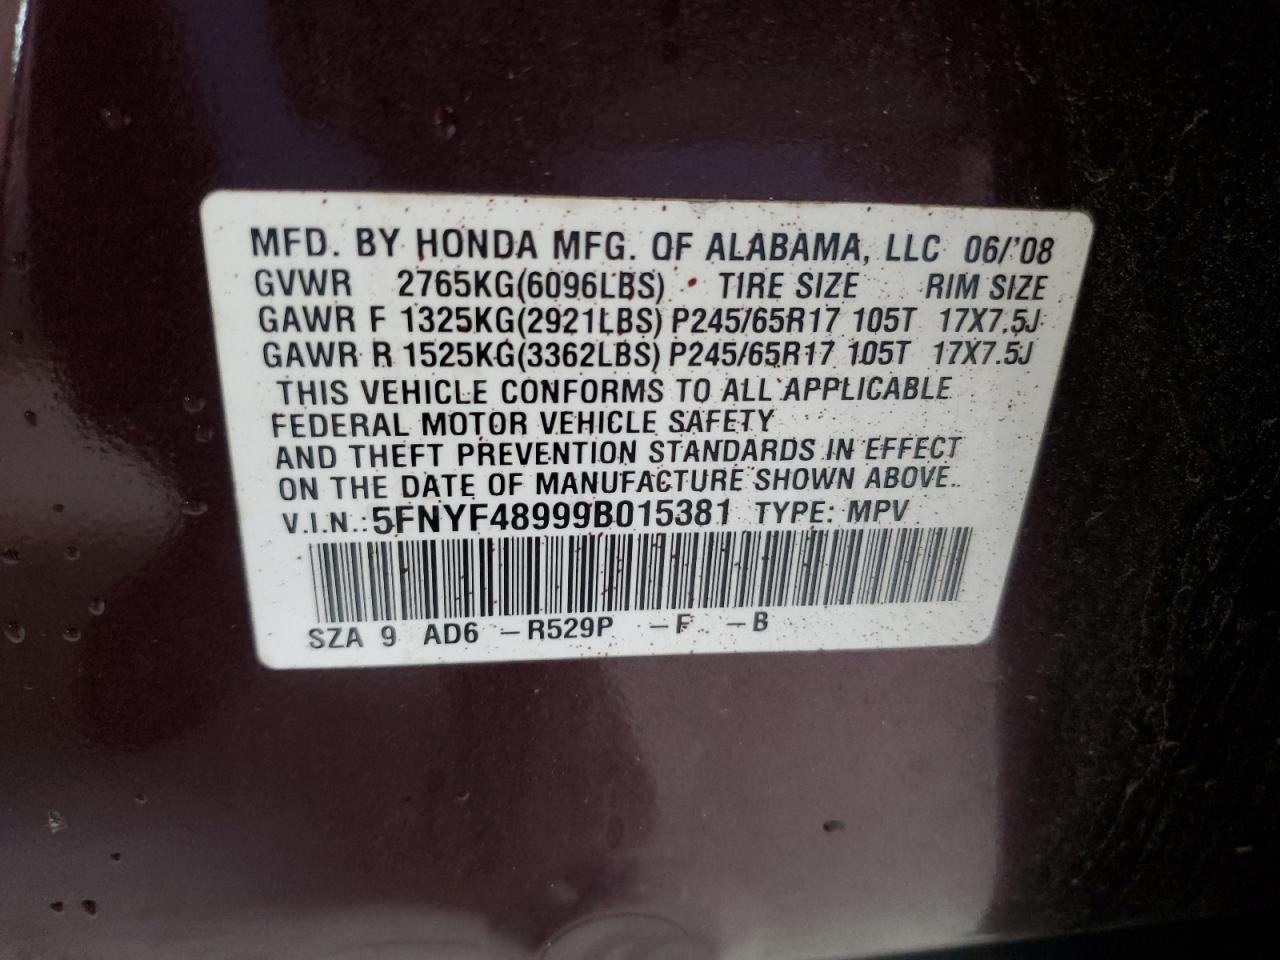 MFD. BY HONDA MFG. OF ALABAMA, LLC 06/'08
GVWR 2765KG(6096LBS) TIRE SIZE RIM SIZE
GAWR F 1325KG(2921LBS) P245/65R17 105T 17X7.5J
GAWR R 1525KG(3362LBS) P245/65R17 105T 17X7.5J
THIS VEHICLE CONFORMS TO ALL APPLICABLE
FEDERAL MOTOR VEHICLE SAFETY
AND THEFT PREVENTION STANDARDS IN EFFECT
ON THE DATE OF MANUFACTURE SHOWN ABOVE.
V.I.N.: 5FNYF48999B015381 TYPE: MPV
SZA 9 AD6 -R529P -F -B